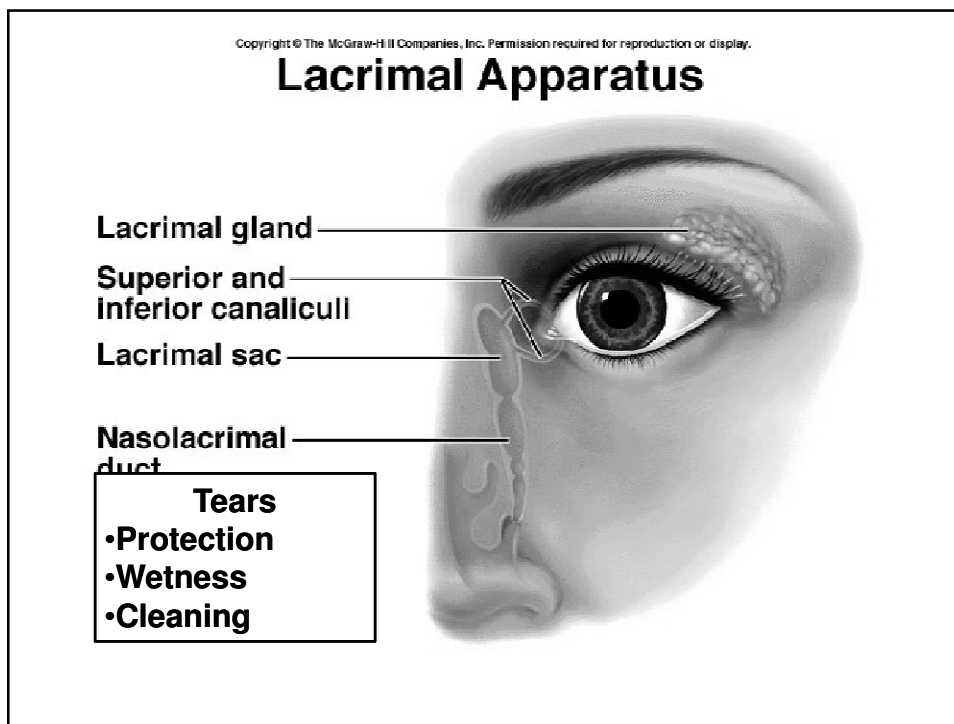 Copyright © The McGraw-Hill Companies, Inc. Permission required for reproduction or display.
Lacrimal Apparatus
Lacrimal gland
Superior and
inferior canaliculi
Lacrimal sac
Nasolacrimal
duct
Tears
•Protection
•Wetness
•Cleaning